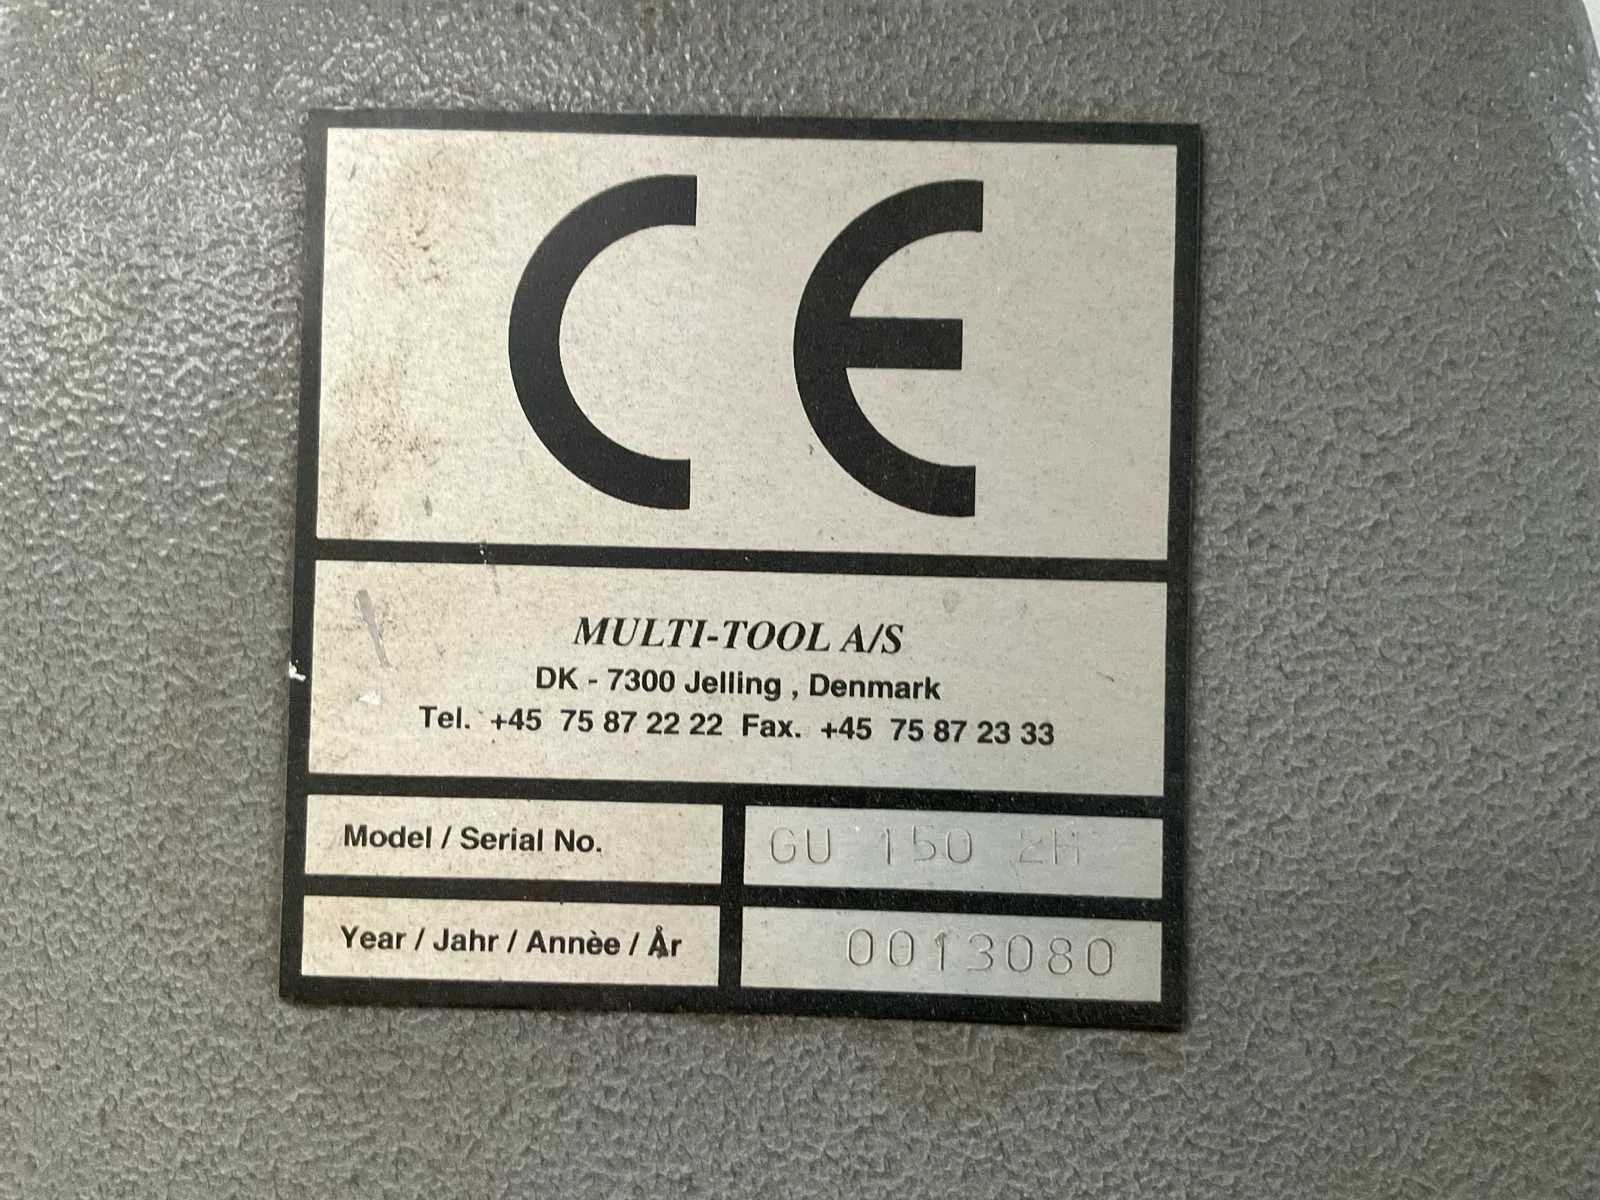 CE
MULTI-TOOL A/S
DK - 7300 Jelling , Denmark
Tel. +45 75 87 22 22 Fax. +45 75 87 23 33
Model / Serial No. GU 150 2H
Year / Jahr / Annèe / År 0013080